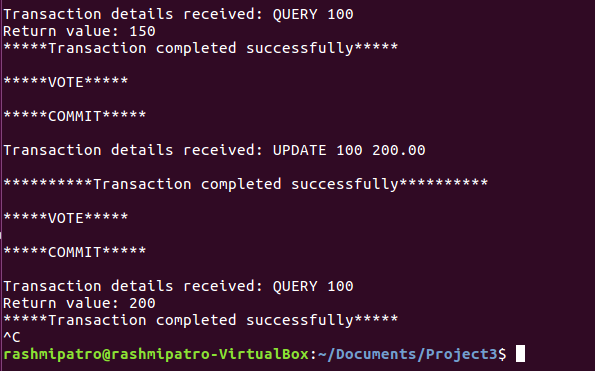 Transaction details received: QUERY 100
Return value: 150
*****Transaction completed successfully*****
*****VOTE*****
*****COMMIT*****
Transaction details received: UPDATE 100 200.00
**********Transaction completed successfully**********
*****VOTE*****
*****COMMIT*****
Transaction details received: QUERY 100
Return value: 200
*****Transaction completed successfully*****
^C
rashmipatro@rashmipatro-VirtualBox:~/Documents/Project3$